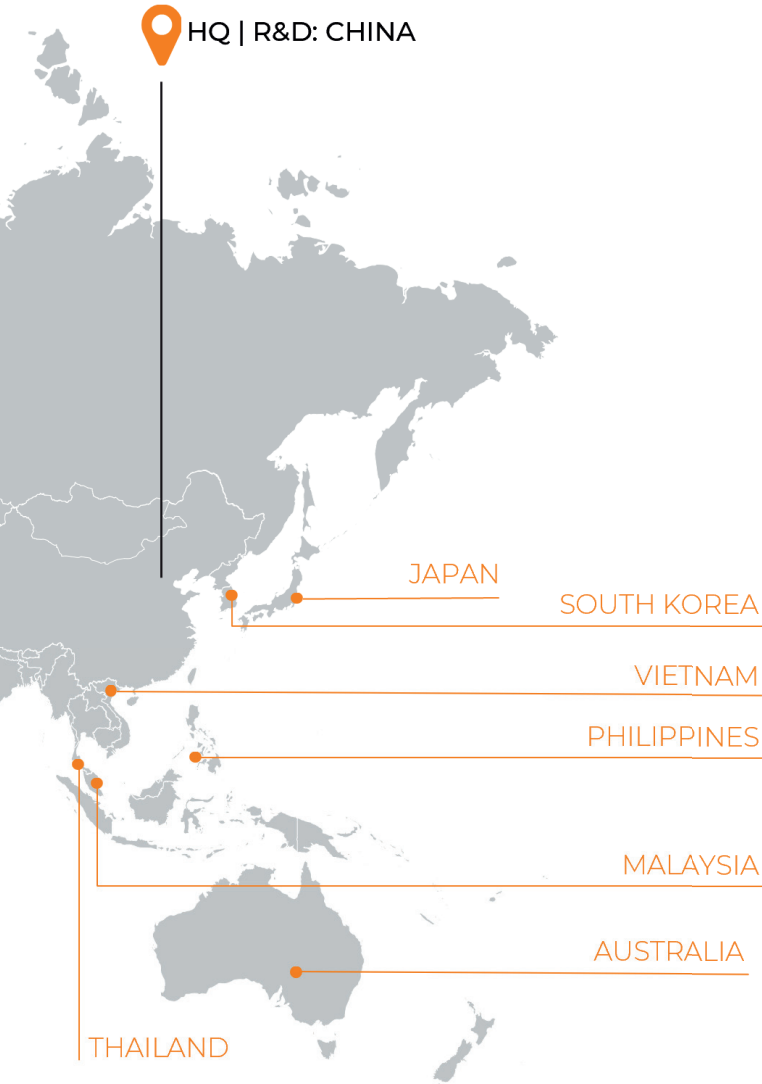 HQ | R&D: CHINA
JAPAN
SOUTH KOREA
VIETNAM
PHILIPPINES
MALAYSIA
AUSTRALIA
THAILAND